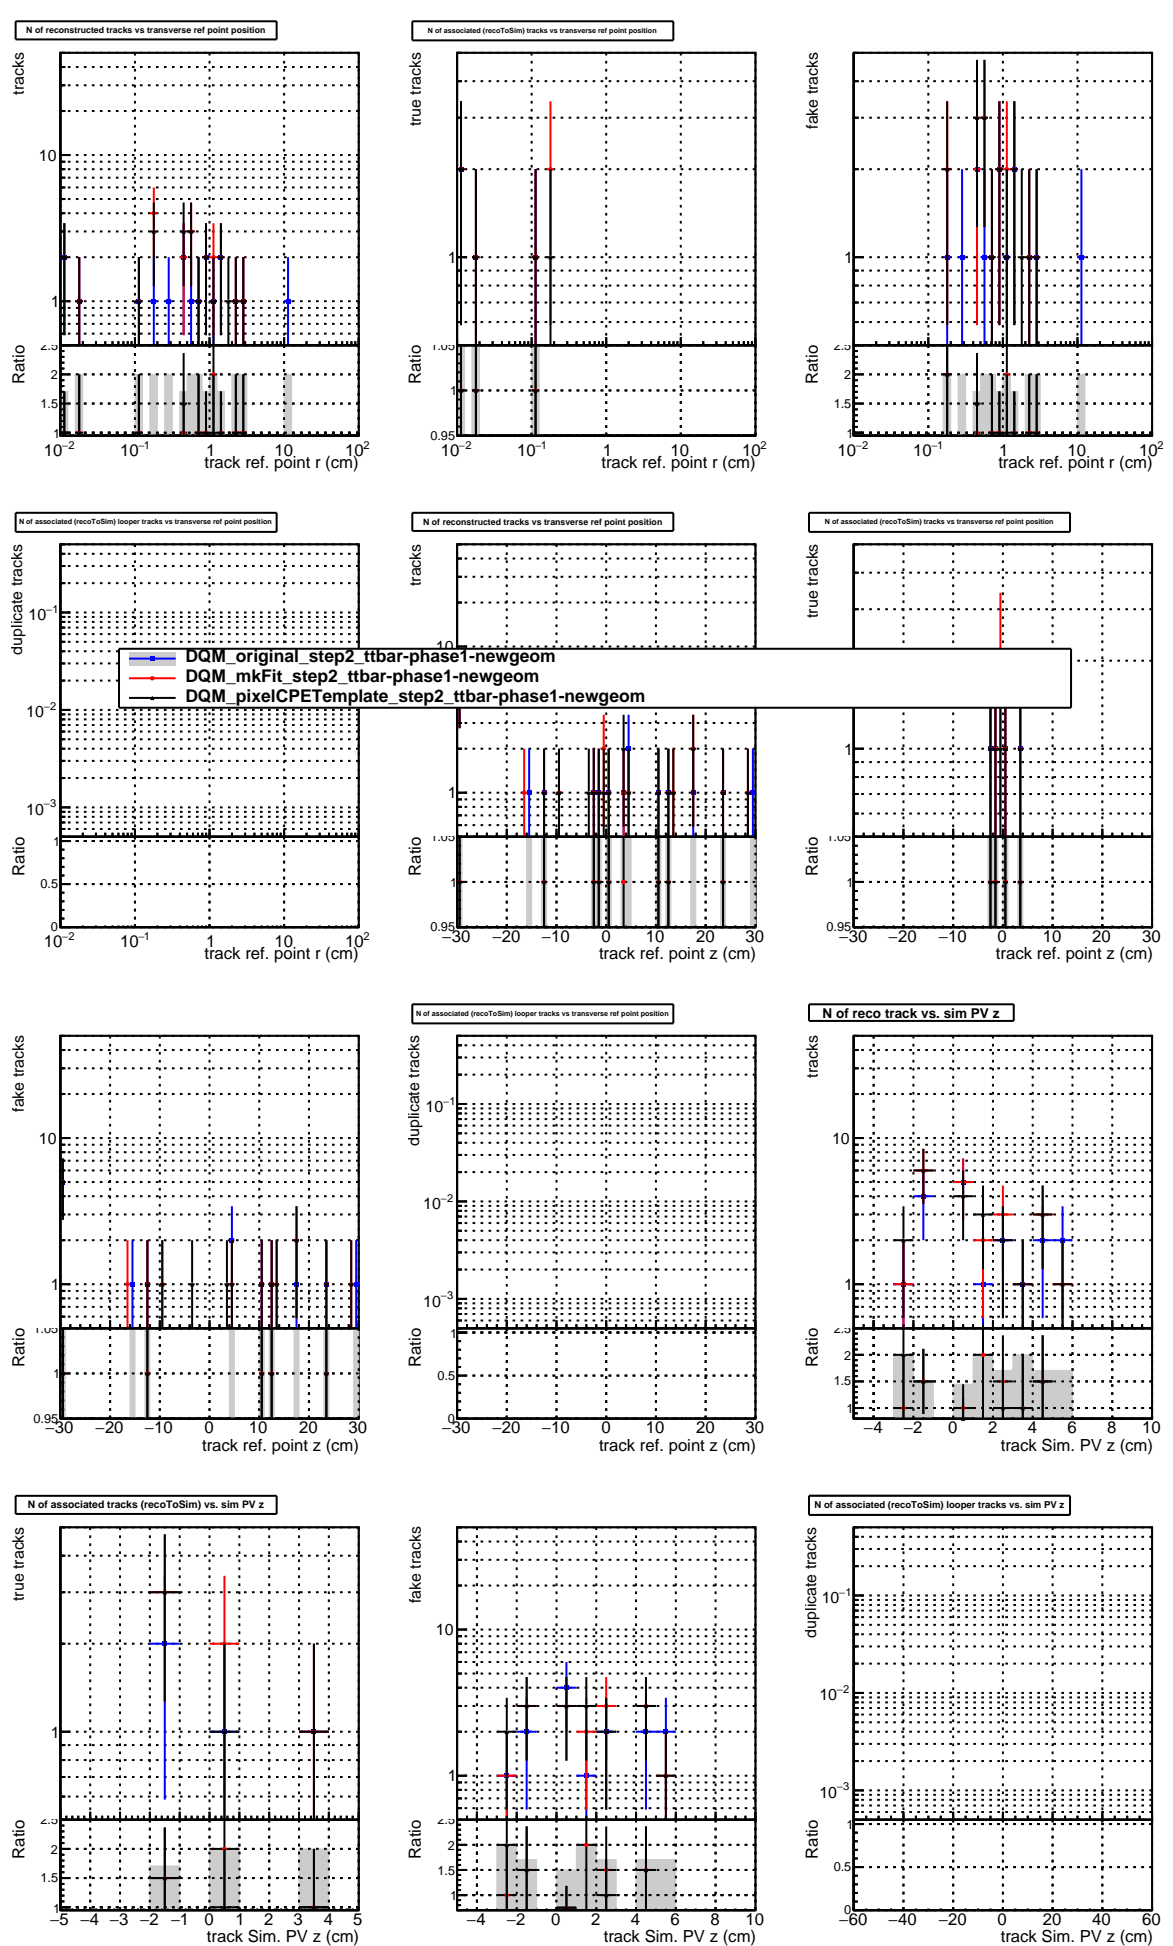 N of reconstructed tracks vs transverse ref point position
tracks
10
1
Ratio
2.5
2
1.5
1
10−2 10−1 1 10 102
track ref. point r (cm)
N of associated (recoToSim) tracks vs transverse ref point position
true tracks
1
Ratio
1.05
1
0.95
10−2 10−1 1 10 102
track ref. point r (cm)
fake tracks
1
Ratio
2.5
2
1.5
1
10−2 10−1 1 10 102
track ref. point r (cm)
N of associated (recoToSim) looper tracks vs transverse ref point position
duplicate tracks
10−1
10−2
10−3
Ratio
1
0.5
0
10−2 10−1 1 10 102
track ref. point r (cm)
N of reconstructed tracks vs transverse ref point position
tracks
10
1
Ratio
1.05
1
0.95
−30 −20 −10 0 10 20 30
track ref. point z (cm)
N of associated (recoToSim) tracks vs transverse ref point position
true tracks
1
Ratio
1.05
1
0.95
−30 −20 −10 0 10 20 30
track ref. point z (cm)
DQM_original_step2_ttbar-phase1-newgeom
DQM_mkFit_step2_ttbar-phase1-newgeom
DQM_pixelCPETemplate_step2_ttbar-phase1-newgeom
fake tracks
10
1
Ratio
1.05
1
0.95
−30 −20 −10 0 10 20 30
track ref. point z (cm)
N of associated (recoToSim) looper tracks vs transverse ref point position
duplicate tracks
10−1
10−2
10−3
Ratio
1
0.5
0
−30 −20 −10 0 10 20 30
track ref. point z (cm)
N of reco track vs. sim PV z
tracks
10
1
Ratio
2.5
2
1.5
1
−4 −2 0 2 4 6 8 10
track Sim. PV z (cm)
N of associated tracks (recoToSim) vs. sim PV z
true tracks
1
Ratio
2.5
2
1.5
1
−5 −4 −3 −2 −1 0 1 2 3 4 5
track Sim. PV z (cm)
fake tracks
10
1
Ratio
2.5
2
1.5
1
−4 −2 0 2 4 6 8 10
track Sim. PV z (cm)
N of associated (recoToSim) looper tracks vs. sim PV z
duplicate tracks
10−1
10−2
10−3
Ratio
1
0.5
0
−60 −40 −20 0 20 40 60
track Sim. PV z (cm)